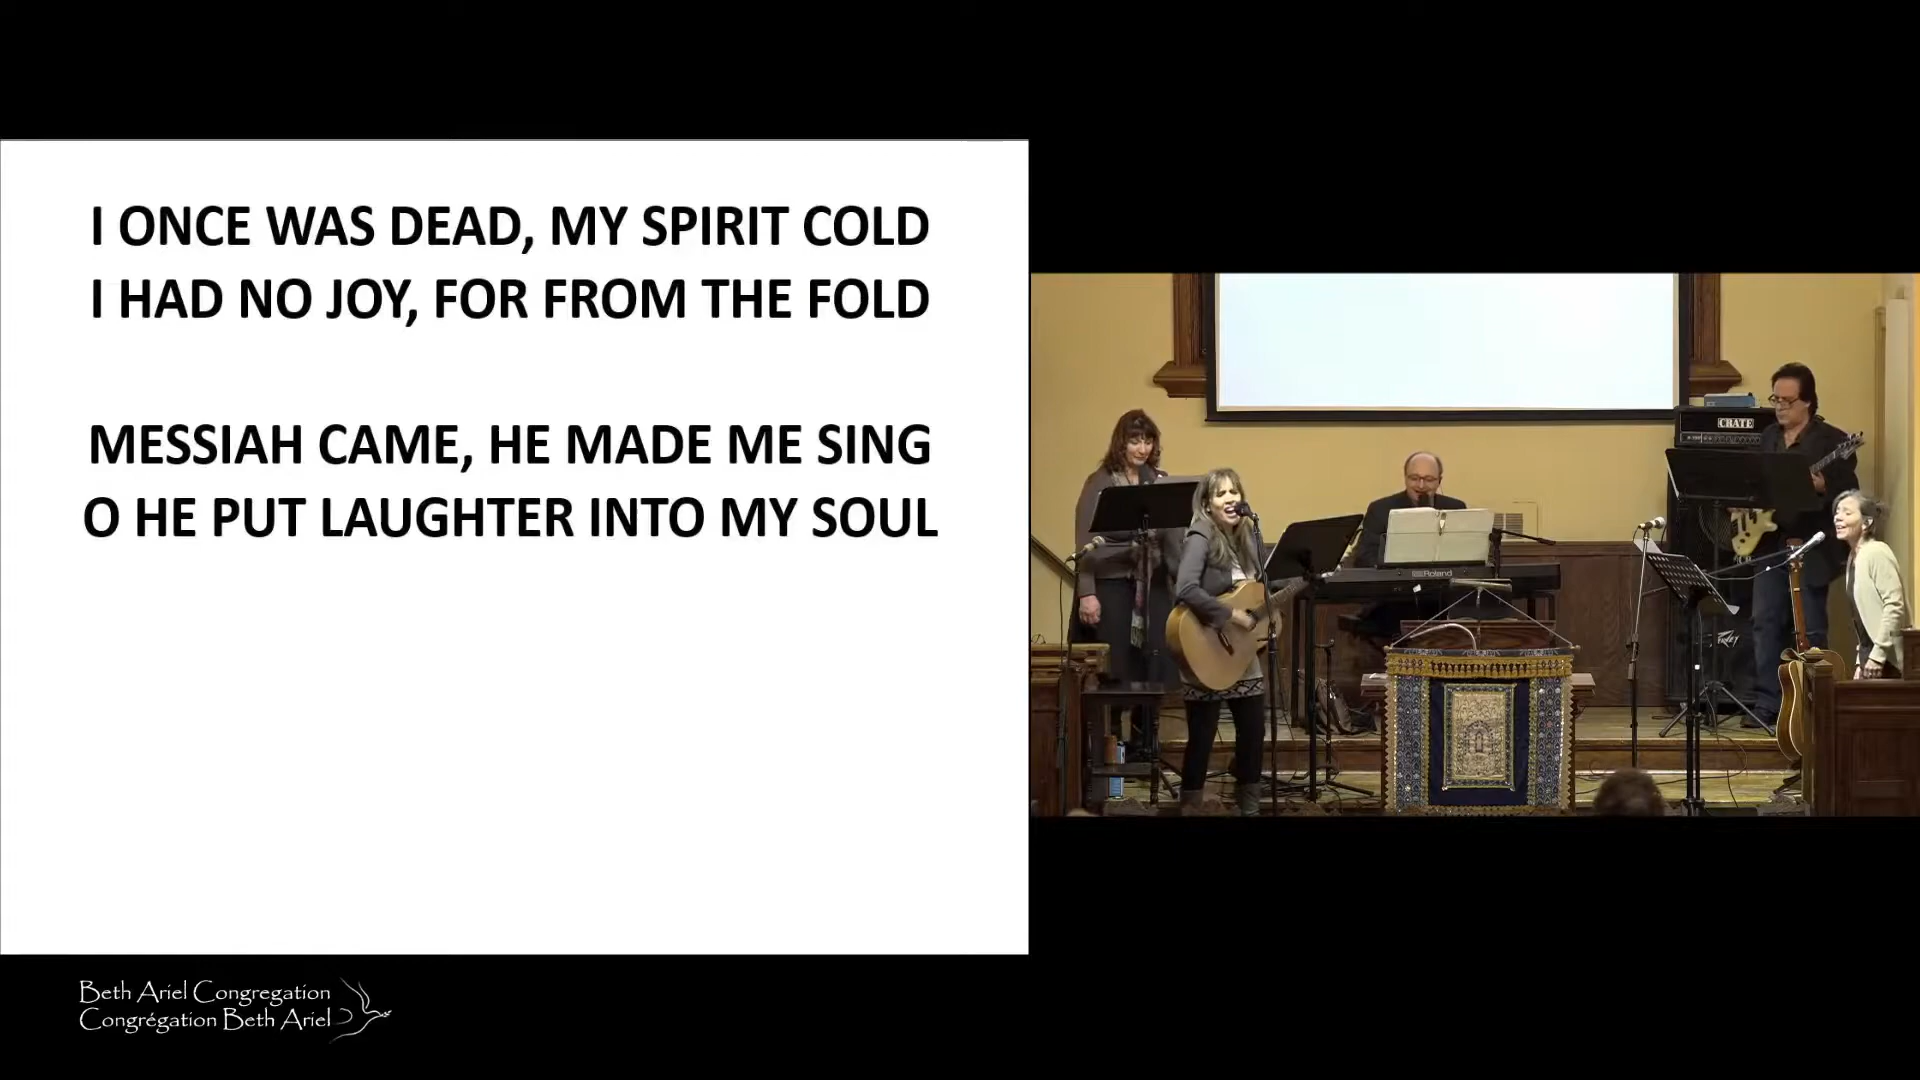 I ONCE WAS DEAD, MY SPIRIT COLD
I HAD NO JOY, FOR FROM THE FOLD
MESSIAH CAME, HE MADE ME SING
O HE PUT LAUGHTER INTO MY SOUL
CRATE
Roland
PEAVEY
Beth Ariel Congregation
Congrégation Beth Ariel